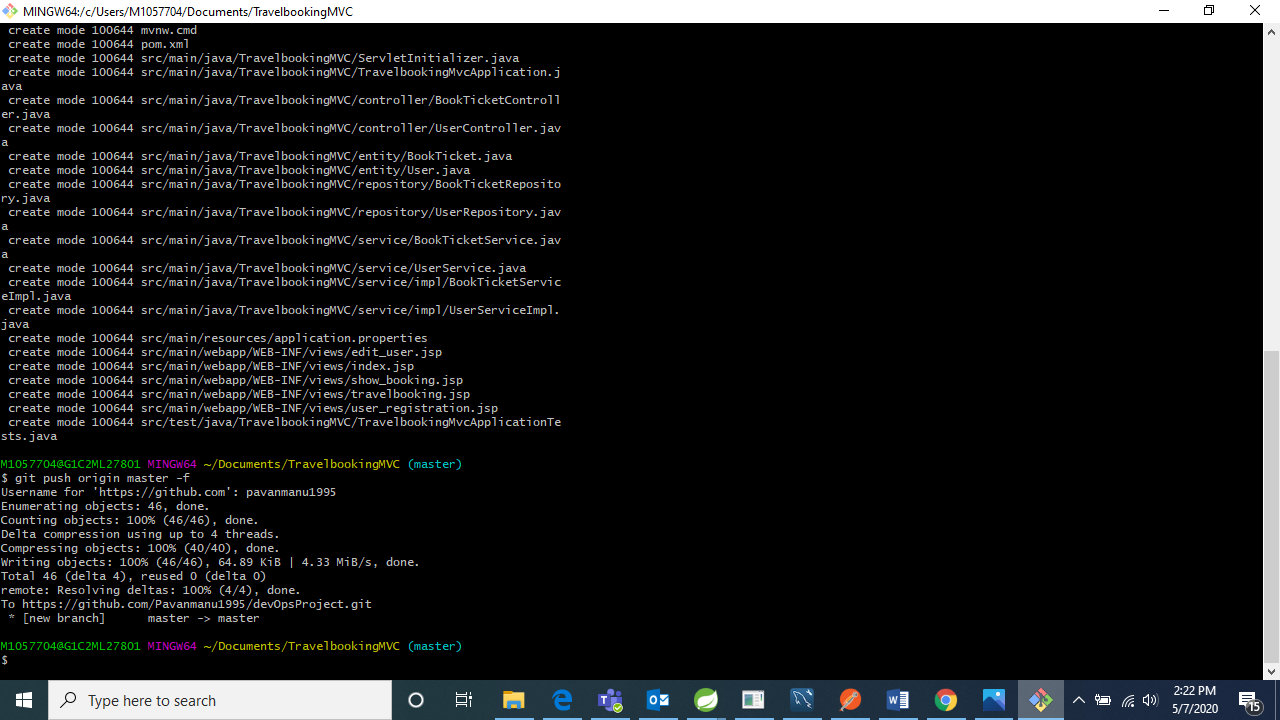 MINGW64:/c/Users/M1057704/Documents/TravelbookingMVC
 create mode 100644 mvnw.cmd
 create mode 100644 pom.xml
 create mode 100644 src/main/java/TravelbookingMVC/ServletInitializer.java
 create mode 100644 src/main/java/TravelbookingMVC/TravelbookingMvcApplication.j
ava
 create mode 100644 src/main/java/TravelbookingMVC/controller/BookTicketControll
er.java
 create mode 100644 src/main/java/TravelbookingMVC/controller/UserController.jav
a
 create mode 100644 src/main/java/TravelbookingMVC/entity/BookTicket.java
 create mode 100644 src/main/java/TravelbookingMVC/entity/User.java
 create mode 100644 src/main/java/TravelbookingMVC/repository/BookTicketReposito
ry.java
 create mode 100644 src/main/java/TravelbookingMVC/repository/UserRepository.jav
a
 create mode 100644 src/main/java/TravelbookingMVC/service/BookTicketService.jav
a
 create mode 100644 src/main/java/TravelbookingMVC/service/UserService.java
 create mode 100644 src/main/java/TravelbookingMVC/service/impl/BookTicketServic
eImpl.java
 create mode 100644 src/main/java/TravelbookingMVC/service/impl/UserServiceImpl.
java
 create mode 100644 src/main/resources/application.properties
 create mode 100644 src/main/webapp/WEB-INF/views/edit_user.jsp
 create mode 100644 src/main/webapp/WEB-INF/views/index.jsp
 create mode 100644 src/main/webapp/WEB-INF/views/show_booking.jsp
 create mode 100644 src/main/webapp/WEB-INF/views/travelbooking.jsp
 create mode 100644 src/main/webapp/WEB-INF/views/user_registration.jsp
 create mode 100644 src/test/java/TravelbookingMVC/TravelbookingMvcApplicationTe
sts.java
M1057704@G1C2ML27801 MINGW64 ~/Documents/TravelbookingMVC (master)
$ git push origin master -f
Username for 'https://github.com': pavanmanu1995
Enumerating objects: 46, done.
Counting objects: 100% (46/46), done.
Delta compression using up to 4 threads.
Compressing objects: 100% (40/40), done.
Writing objects: 100% (46/46), 64.89 KiB | 4.33 MiB/s, done.
Total 46 (delta 4), reused 0 (delta 0)
remote: Resolving deltas: 100% (4/4), done.
To https://github.com/Pavanmanu1995/devOpsProject.git
 * [new branch]      master -> master
M1057704@G1C2ML27801 MINGW64 ~/Documents/TravelbookingMVC (master)
$
Type here to search
2:22 PM
5/7/2020
15